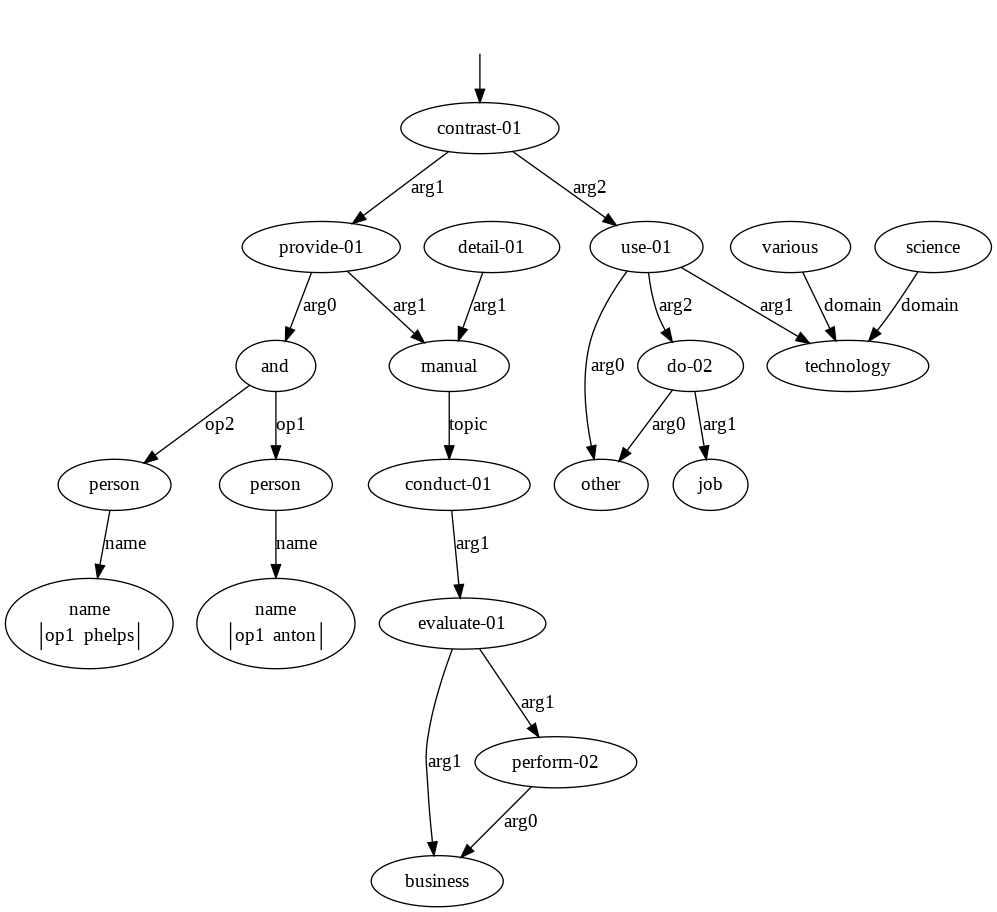 contrast-01
arg1
arg2
provide-01
detail-01
use-01
various
science
arg0
arg1
arg1
arg2
arg1
domain
domain
and
manual
arg0
do-02
technology
op2
op1
topic
arg0
arg1
person
person
conduct-01
other
job
name
name
arg1
name
|op1 phelps|
name
|op1 anton|
evaluate-01
arg1
arg1
perform-02
arg0
business